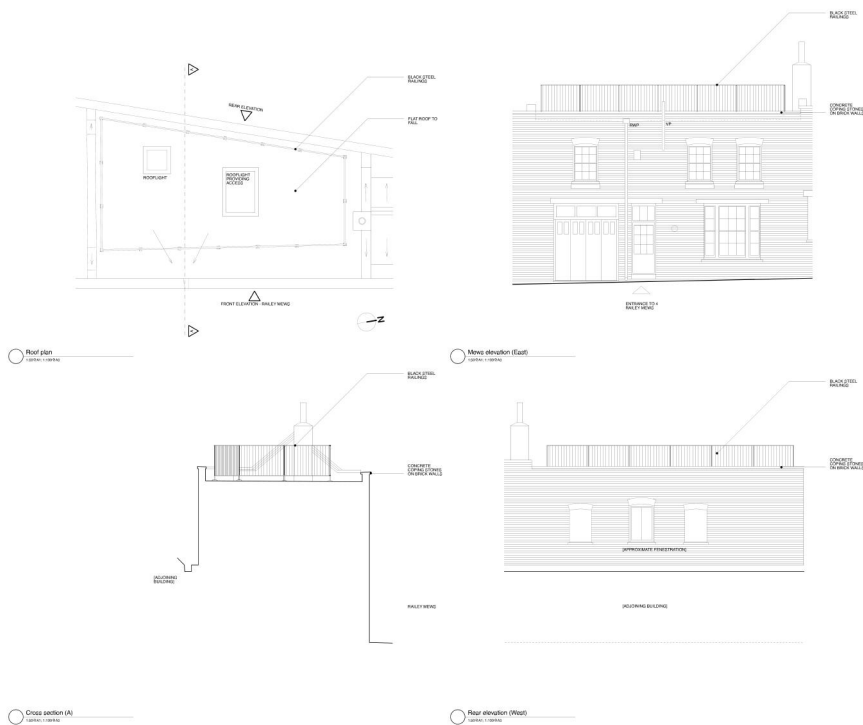 BLACK STEEL
RAILINGS
REAR ELEVATION
FLAT ROOF TO
FALL
ROOFLIGHT
ROOFLIGHT
PROVIDING
ACCESS
FRONT ELEVATION - RAILEY MEWS
N
Roof plan
BLACK STEEL
RAILINGS
CONCRETE
COPING STONES
ON BRICK WALLS
RWP
VP
ENTRANCE TO 4
RAILEY MEWS
Mews elevation (East)
BLACK STEEL
RAILINGS
CONCRETE
COPING STONES
ON BRICK WALLS
[ADJOINING
BUILDING]
RAILEY MEWS
Cross section (A)
BLACK STEEL
RAILINGS
CONCRETE
COPING STONES
ON BRICK WALLS
[APPROXIMATE FENESTRATION]
[ADJOINING BUILDING]
Rear elevation (West)